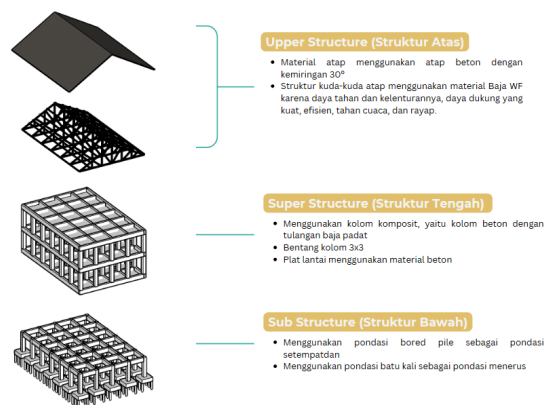 Upper Structure (Struktur Atas)
Material atap menggunakan atap beton dengan
kemiringan 30°
Struktur kuda-kuda atap menggunakan material Baja WF
karena daya tahan dan kelenturannya, daya dukung yang
kuat, efisien, tahan cuaca, dan rayap.
Super Structure (Struktur Tengah)
Menggunakan kolom komposit, yaitu kolom beton dengan
tulangan baja padat
Bentang kolom 3x3
Plat lantai menggunakan material beton
Sub Structure (Struktur Bawah)
Menggunakan pondasi bored pile sebagai pondasi
setempatdan
Menggunakan pondasi batu kali sebagai pondasi menerus